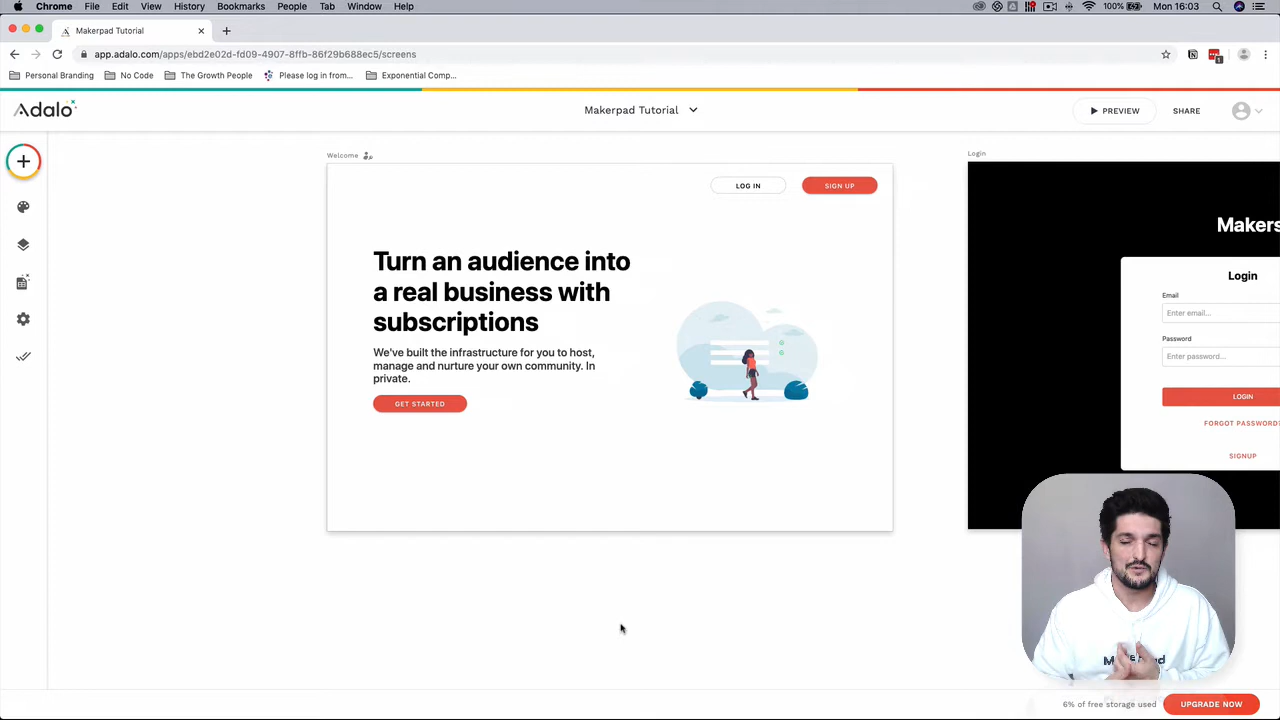 Chrome File Edit View History Bookmarks People Tab Window Help 100% Mon 16:03
Makerpad Tutorial
app.adalo.com/apps/ebd2e02d-fd09-4907-8ffb-86f29b688ec5/screens
Personal Branding No Code The Growth People Please log in from... Exponential Comp...
Adalo Makerpad Tutorial PREVIEW SHARE
Welcome
Login
LOG IN SIGN UP
Turn an audience into
a real business with
subscriptions
We've built the infrastructure for you to host,
manage and nurture your own community. In
private.
GET STARTED
Makers
Login
Email
Enter email...
Password
Enter password...
LOGIN
FORGOT PASSWORD?
SIGNUP
6% of free storage used UPGRADE NOW